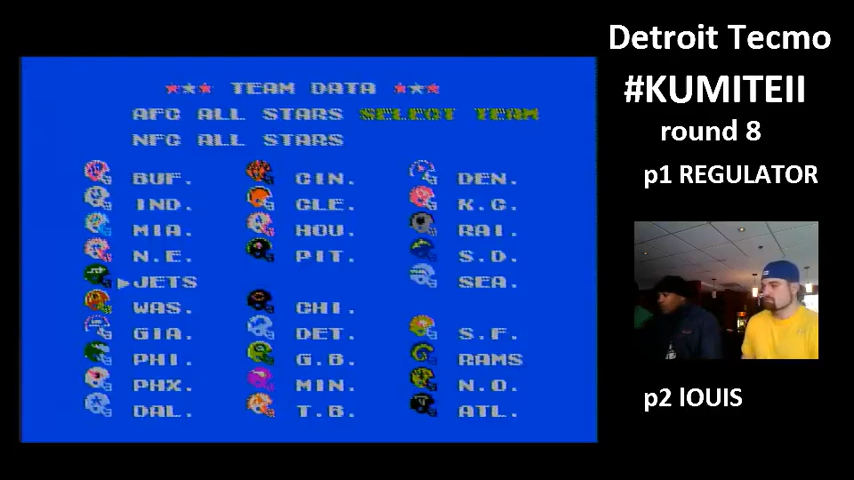 ★★★ TEAM DATA ★★★
AFC ALL STARS SELECT TEAM
NFC ALL STARS
BUF. CIN. DEN.
IND. CLE. K.C.
MIA. HOU. RAI.
N.E. PIT. S.D.
JETS SEA.
WAS. CHI.
GIA. DET. S.F.
PHI. G.B. RAMS
PHX. MIN. N.O.
DAL. T.B. ATL.
Detroit Tecmo
#KUMITEII
round 8
p1 REGULATOR
p2 lOUIS